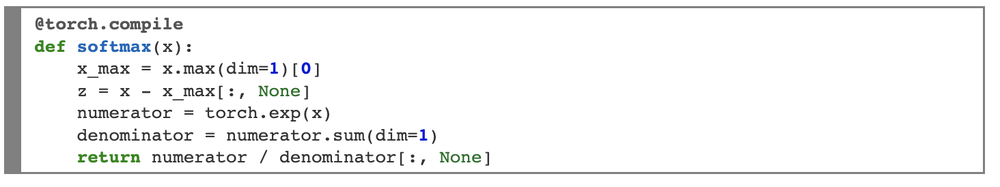 @torch.compile
def softmax(x):
    x_max = x.max(dim=1)[0]
    z = x - x_max[:, None]
    numerator = torch.exp(x)
    denominator = numerator.sum(dim=1)
    return numerator / denominator[:, None]